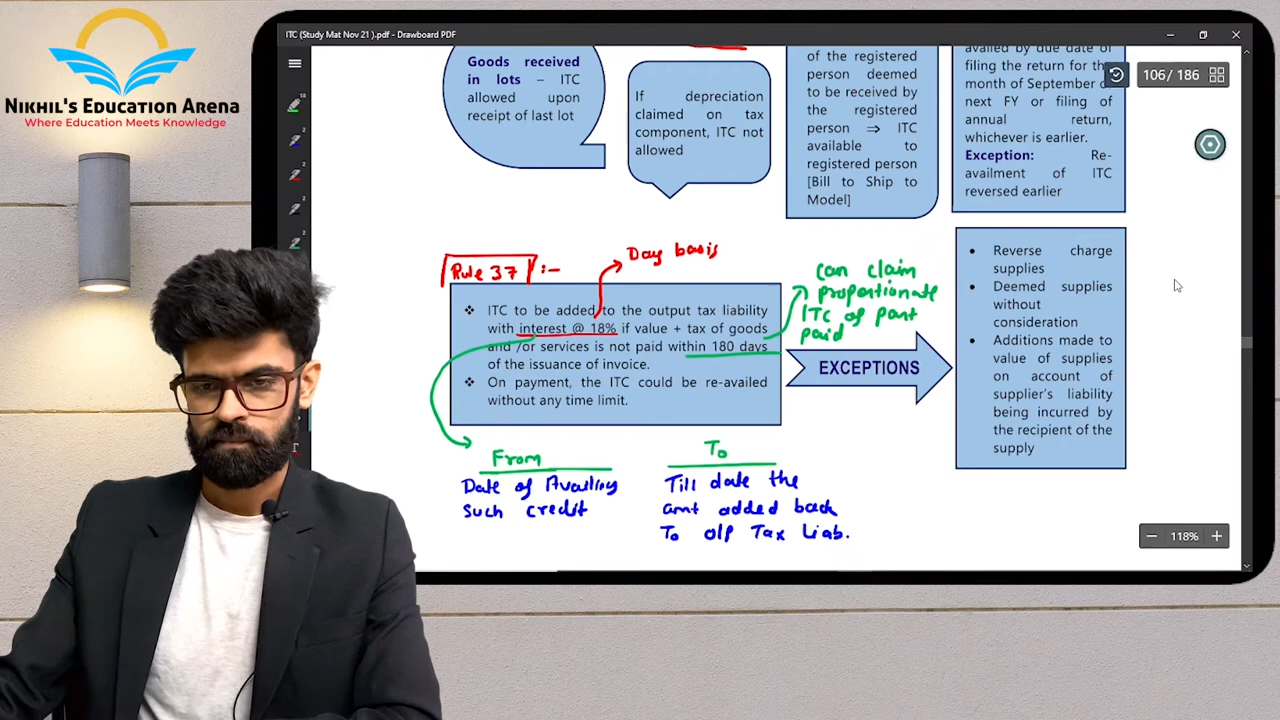 NIKHIL'S EDUCATION ARENA
Where Education Meets Knowledge
ITC (Study Mat Nov 21 ).pdf - Drawboard PDF
106 / 186
Goods received
in lots – ITC
allowed upon
receipt of last lot
If depreciation
claimed on tax
component, ITC not
allowed
of the registered
person deemed
to be received by
the registered
person ⇒ ITC
available to
registered person
[Bill to Ship to
Model]
availed by due date of
filing the return for the
month of September of
next FY or filing of
annual return,
whichever is earlier.
Exception: Re-
availment of ITC
reversed earlier
Rule 37 :-
Day basis
❖ ITC to be added to the output tax liability
with interest @ 18% if value + tax of goods
and /or services is not paid within 180 days
of the issuance of invoice.
❖ On payment, the ITC could be re-availed
without any time limit.
can claim
proportionate
ITC of part
paid
EXCEPTIONS
• Reverse charge
supplies
• Deemed supplies
without
consideration
• Additions made to
value of supplies
on account of
supplier's liability
being incurred by
the recipient of the
supply
From
Date of Availing
such credit
To
Till date the
amt added back
To o/p Tax Liab.
118%